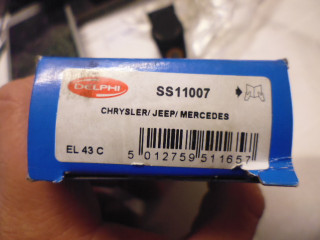 DELPHI
SS11007
CHRYSLER/ JEEP/ MERCEDES
EL 43 C
5 012759 511657